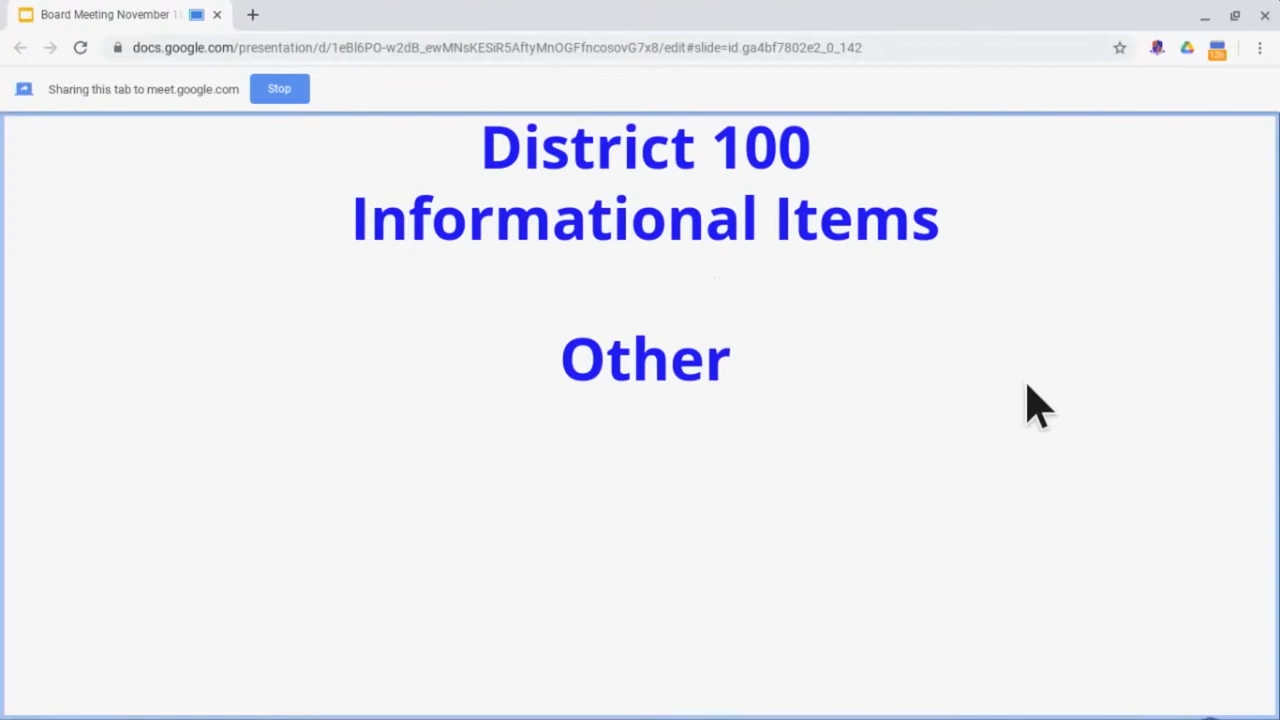 Board Meeting November 1
docs.google.com/presentation/d/1eBl6PO-w2dB_ewMNsKESiR5AftyMnOGFfncosovG7x8/edit#slide=id.ga4bf7802e2_0_142
Sharing this tab to meet.google.com Stop
District 100
Informational Items
Other